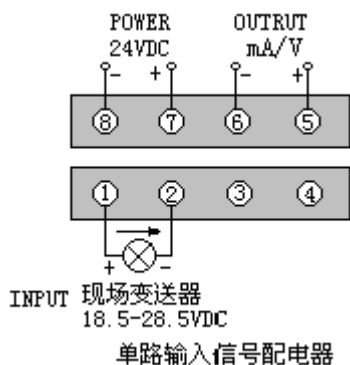 POWER
24VDC
OUTRUT
mA/V
- + - +
⑧ ⑦ ⑥ ⑤
① ② ③ ④
+ -
INPUT 现场变送器
18.5-28.5VDC
单路输入信号配电器